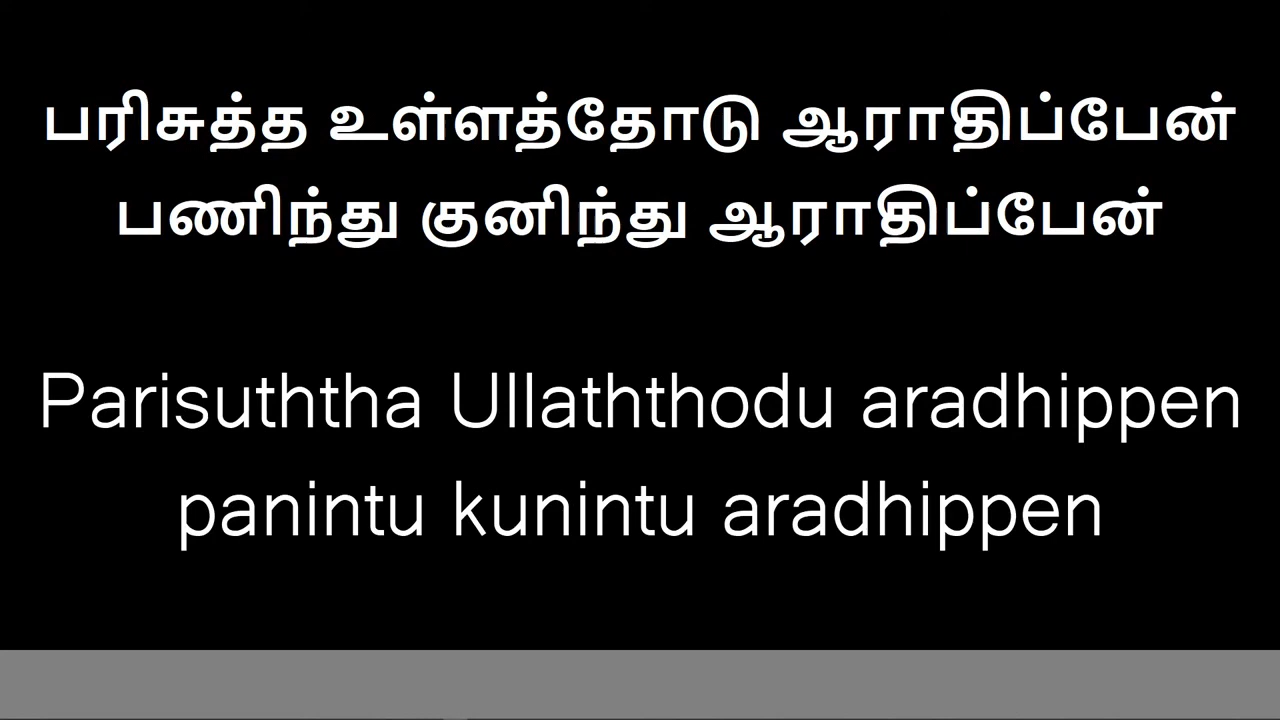 பரிசுத்த உள்ளத்தோடு ஆராதிப்பேன்
பணிந்து குனிந்து ஆராதிப்பேன்
Parisuththa Ullaththodu aradhippen
panintu kunintu aradhippen